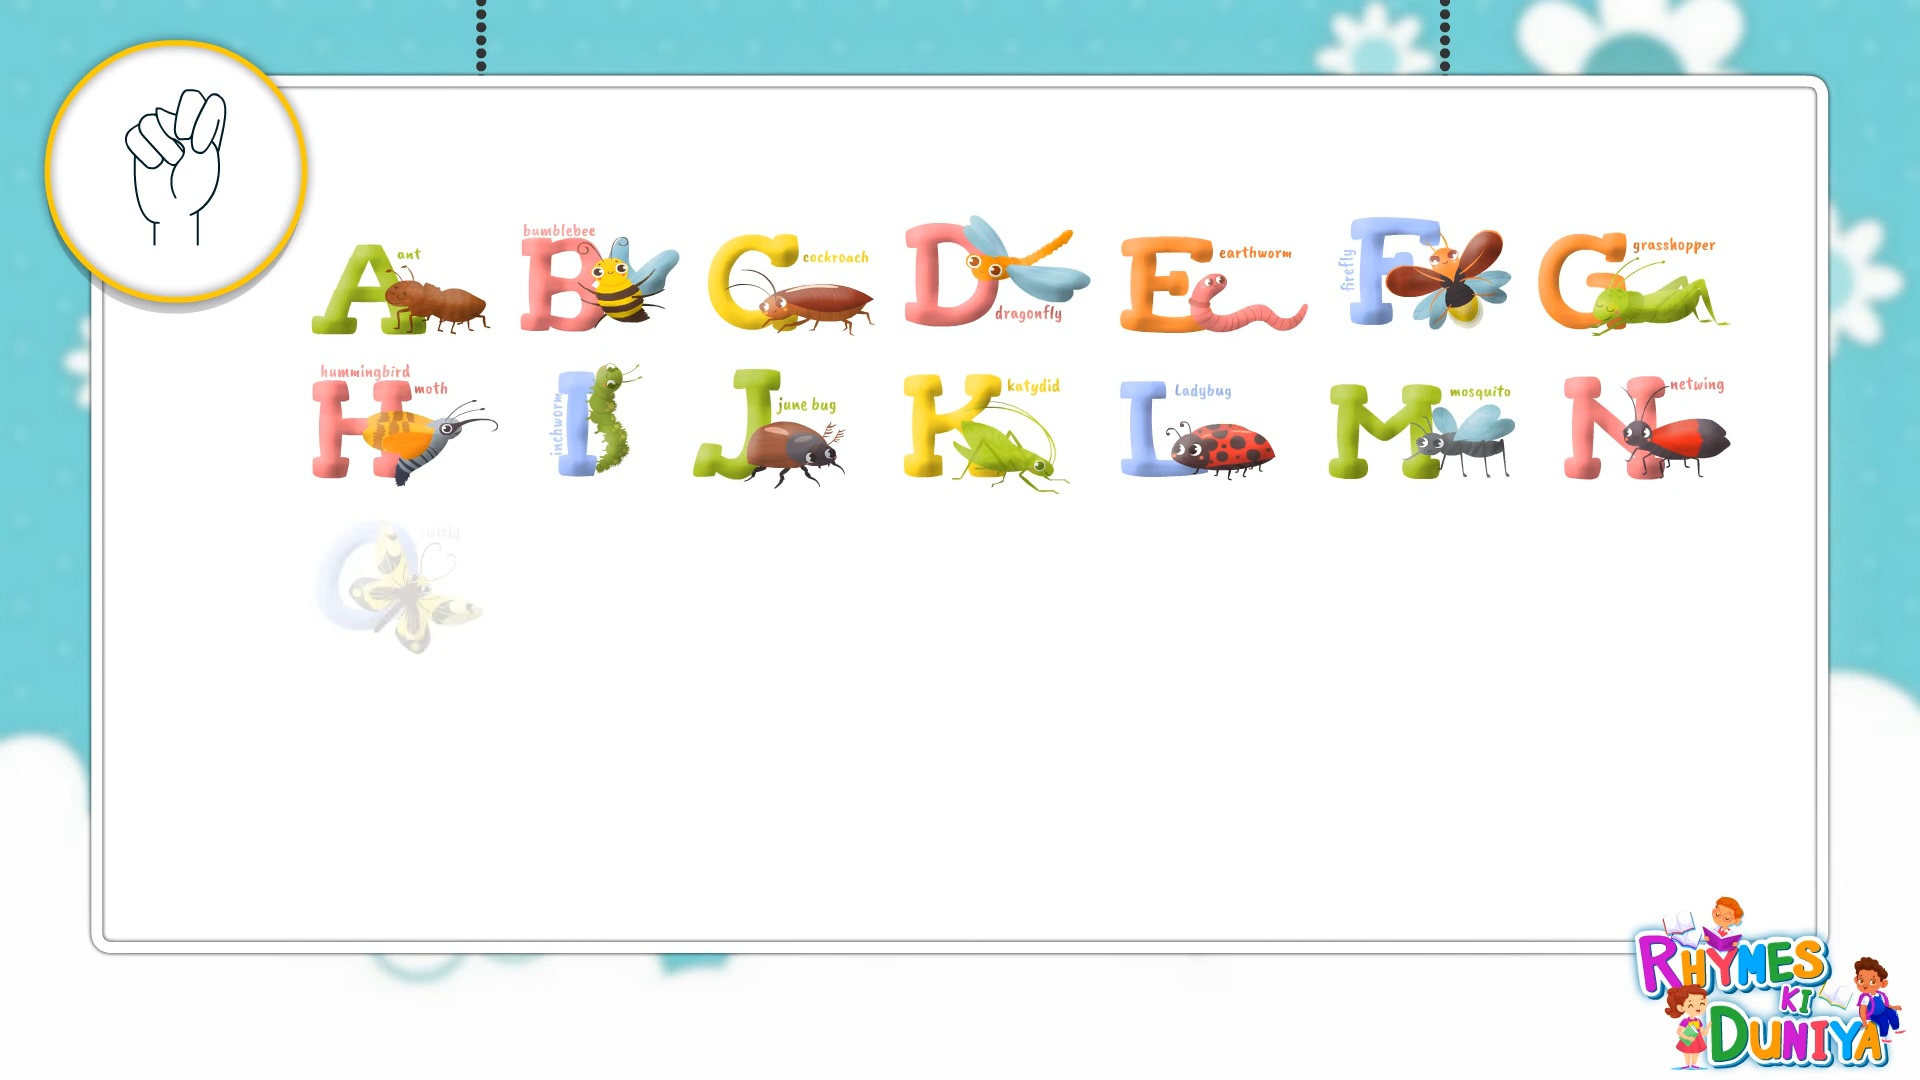 A ant
B bumblebee
C cockroach
D dragonfly
E earthworm
F firefly
G grasshopper
H hummingbird
moth
I inchworm
J june bug
K katydid
L Ladybug
M mosquito
N netwing
O
RHYMES
KI
DUNIYA